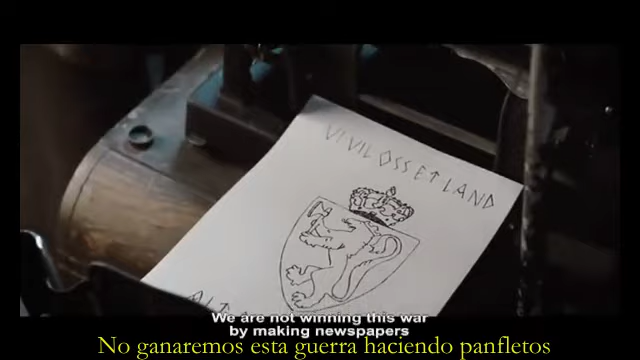 VI VIL OSS ET LAND
ALT
We are not winning this war
by making newspapers
No ganaremos esta guerra haciendo panfletos